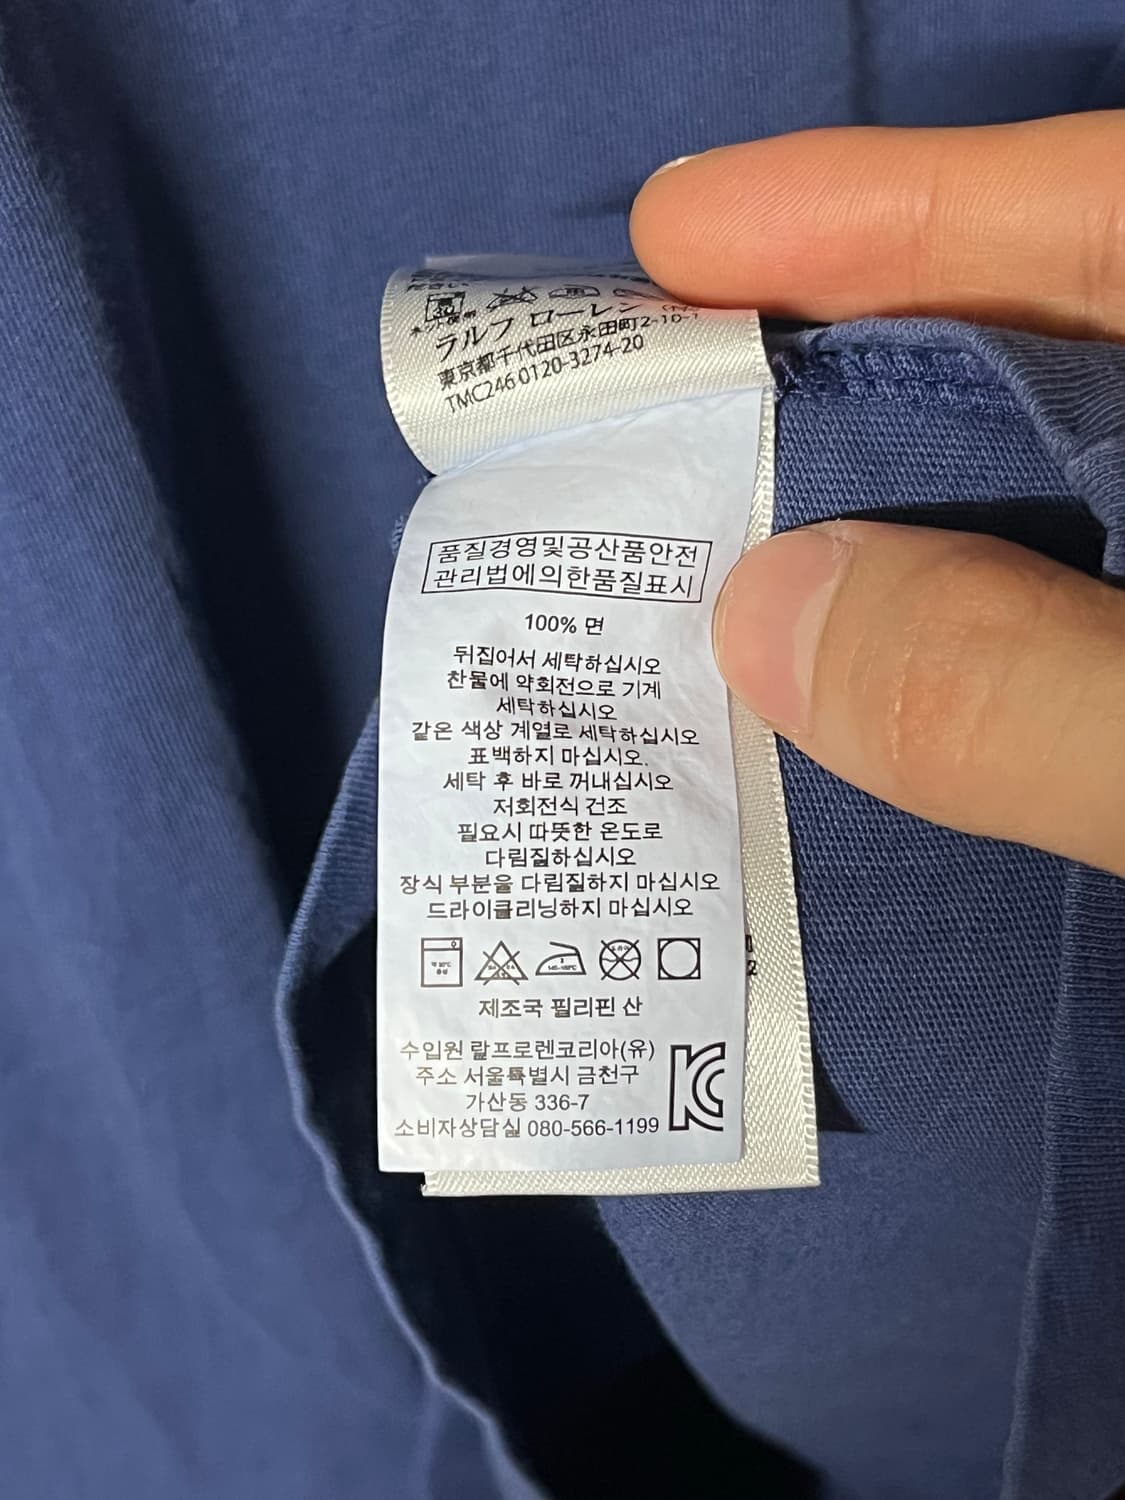 ださい
ネット使用
ラルフ ローレン
東京都千代田区永田町2-10-1
TMC246 0120-3274-20
품질경영및공산품안전
관리법에의한품질표시
100% 면
뒤집어서 세탁하십시오
찬물에 약회전으로 기계
세탁하십시오
같은 색상 계열로 세탁하십시오
표백하지 마십시오.
세탁 후 바로 꺼내십시오
저회전식 건조
필요시 따뜻한 온도로
다림질하십시오
장식 부분을 다림질하지 마십시오
드라이클리닝하지 마십시오
제조국 필리핀 산
수입원 랄프로렌코리아(유)
주소 서울특별시 금천구
가산동 336-7
소비자상담실 080-566-1199